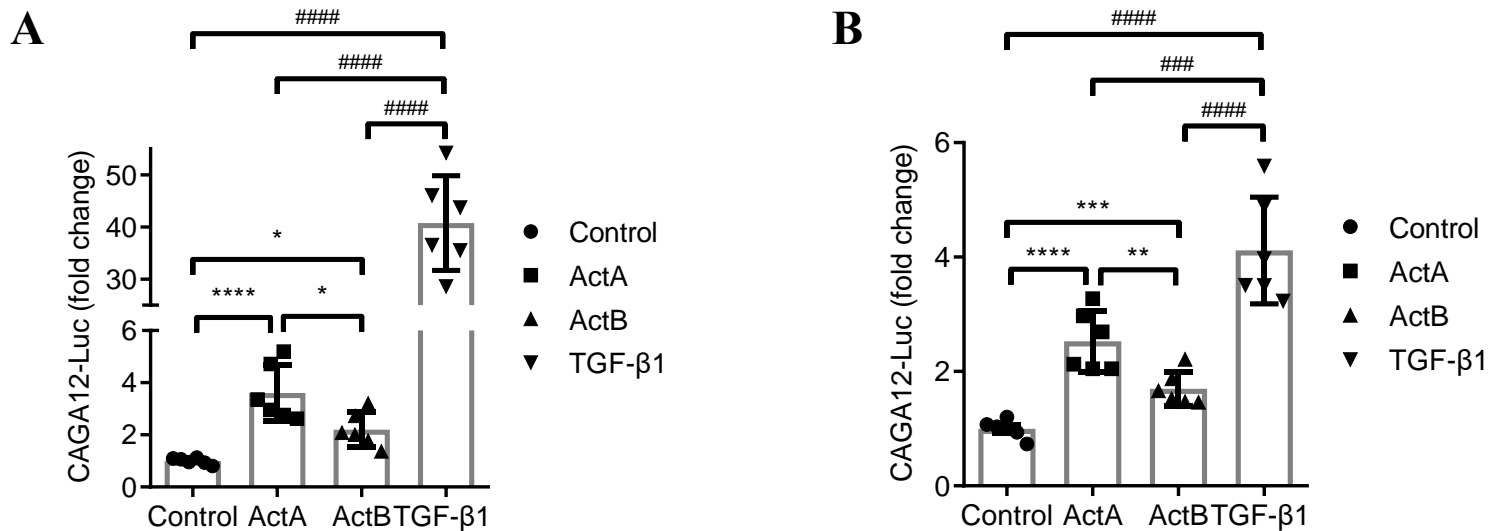 A
####
####
####
CAGA12-Luc (fold change)
50
40
30
6
4
2
0
*
****
*
Control
ActA
ActB
TGF-β1
Control ActA ActB TGF-β1
B
####
###
####
CAGA12-Luc (fold change)
6
4
2
0
***
****
**
Control
ActA
ActB
TGF-β1
Control ActA ActB TGF-β1